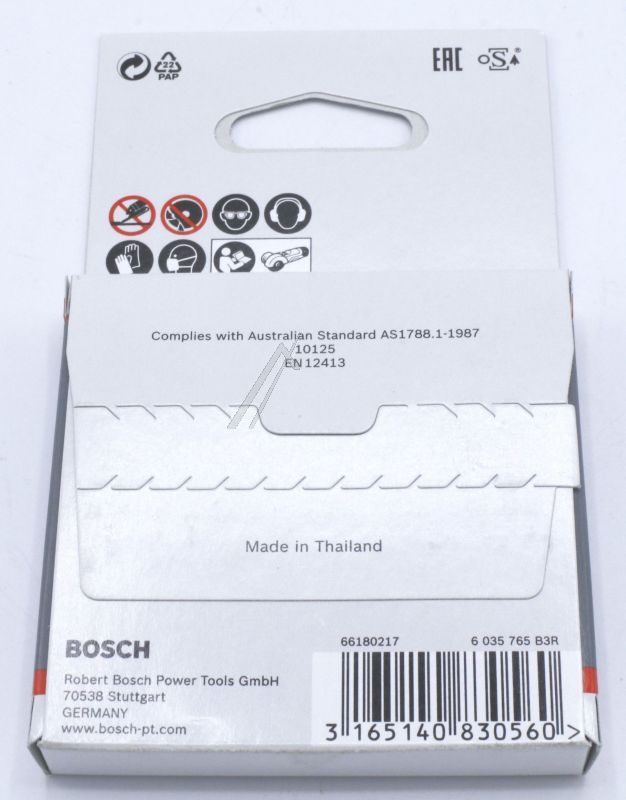 22
PAP
EAC
S®
Complies with Australian Standard AS1788.1-1987
10125
EN 12413
Made in Thailand
BOSCH
Robert Bosch Power Tools GmbH
70538 Stuttgart
GERMANY
www.bosch-pt.com
66180217 6 035 765 B3R
3 165140 830560 >